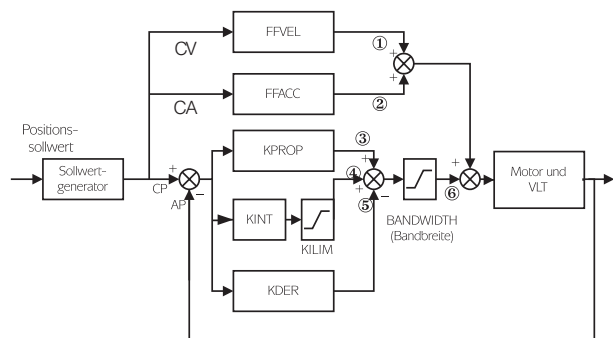 FFVEL
①
+
CV
+
FFACC
②
CA
Positions-
sollwert
③
KPROP
Sollwert-
generator
+
CP
AP
−
+
④
+
⑤
−
+
⑥
Motor und
VLT
KINT
KILIM
BANDWIDTH
(Bandbreite)
KDER